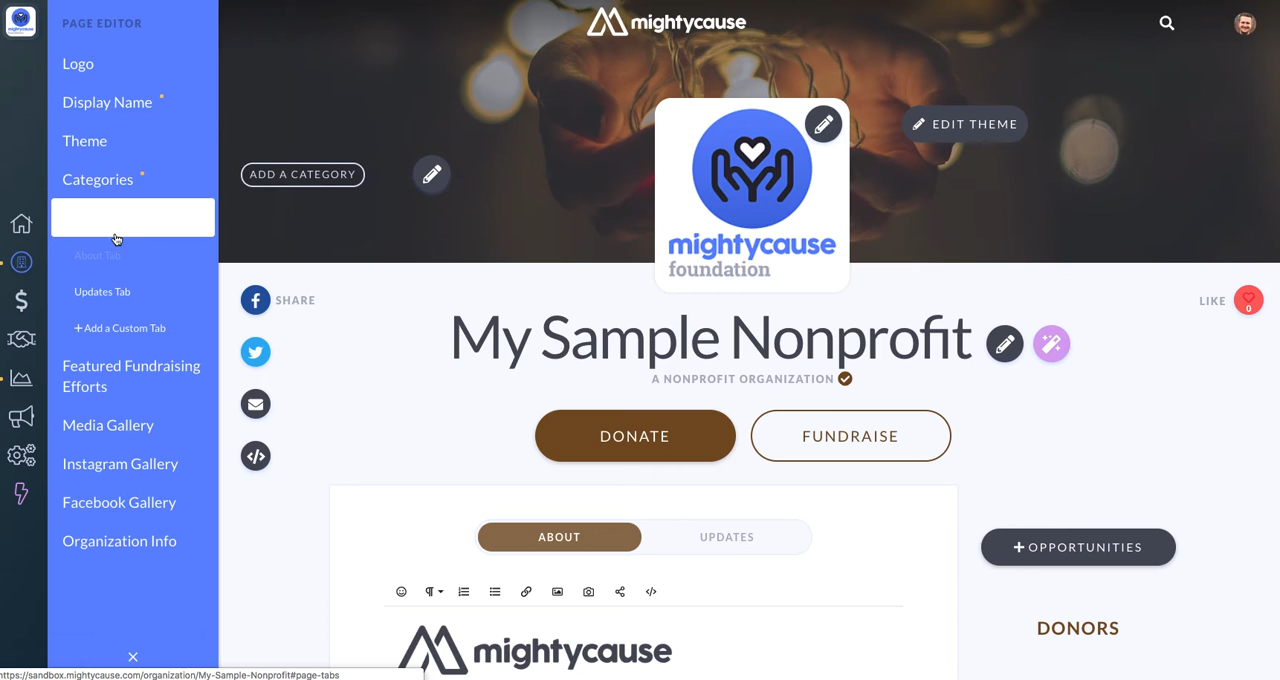 PAGE EDITOR
Logo
Display Name
Theme
Categories
About Tab
Updates Tab
+ Add a Custom Tab
Featured Fundraising
Efforts
Media Gallery
Instagram Gallery
Facebook Gallery
Organization Info
https://sandbox.mightycause.com/organization/My-Sample-Nonprofit#page-tabs
mightycause
EDIT THEME
ADD A CATEGORY
mightycause
foundation
SHARE
LIKE
0
My Sample Nonprofit
A NONPROFIT ORGANIZATION
DONATE
FUNDRAISE
ABOUT
UPDATES
+ OPPORTUNITIES
mightycause
DONORS